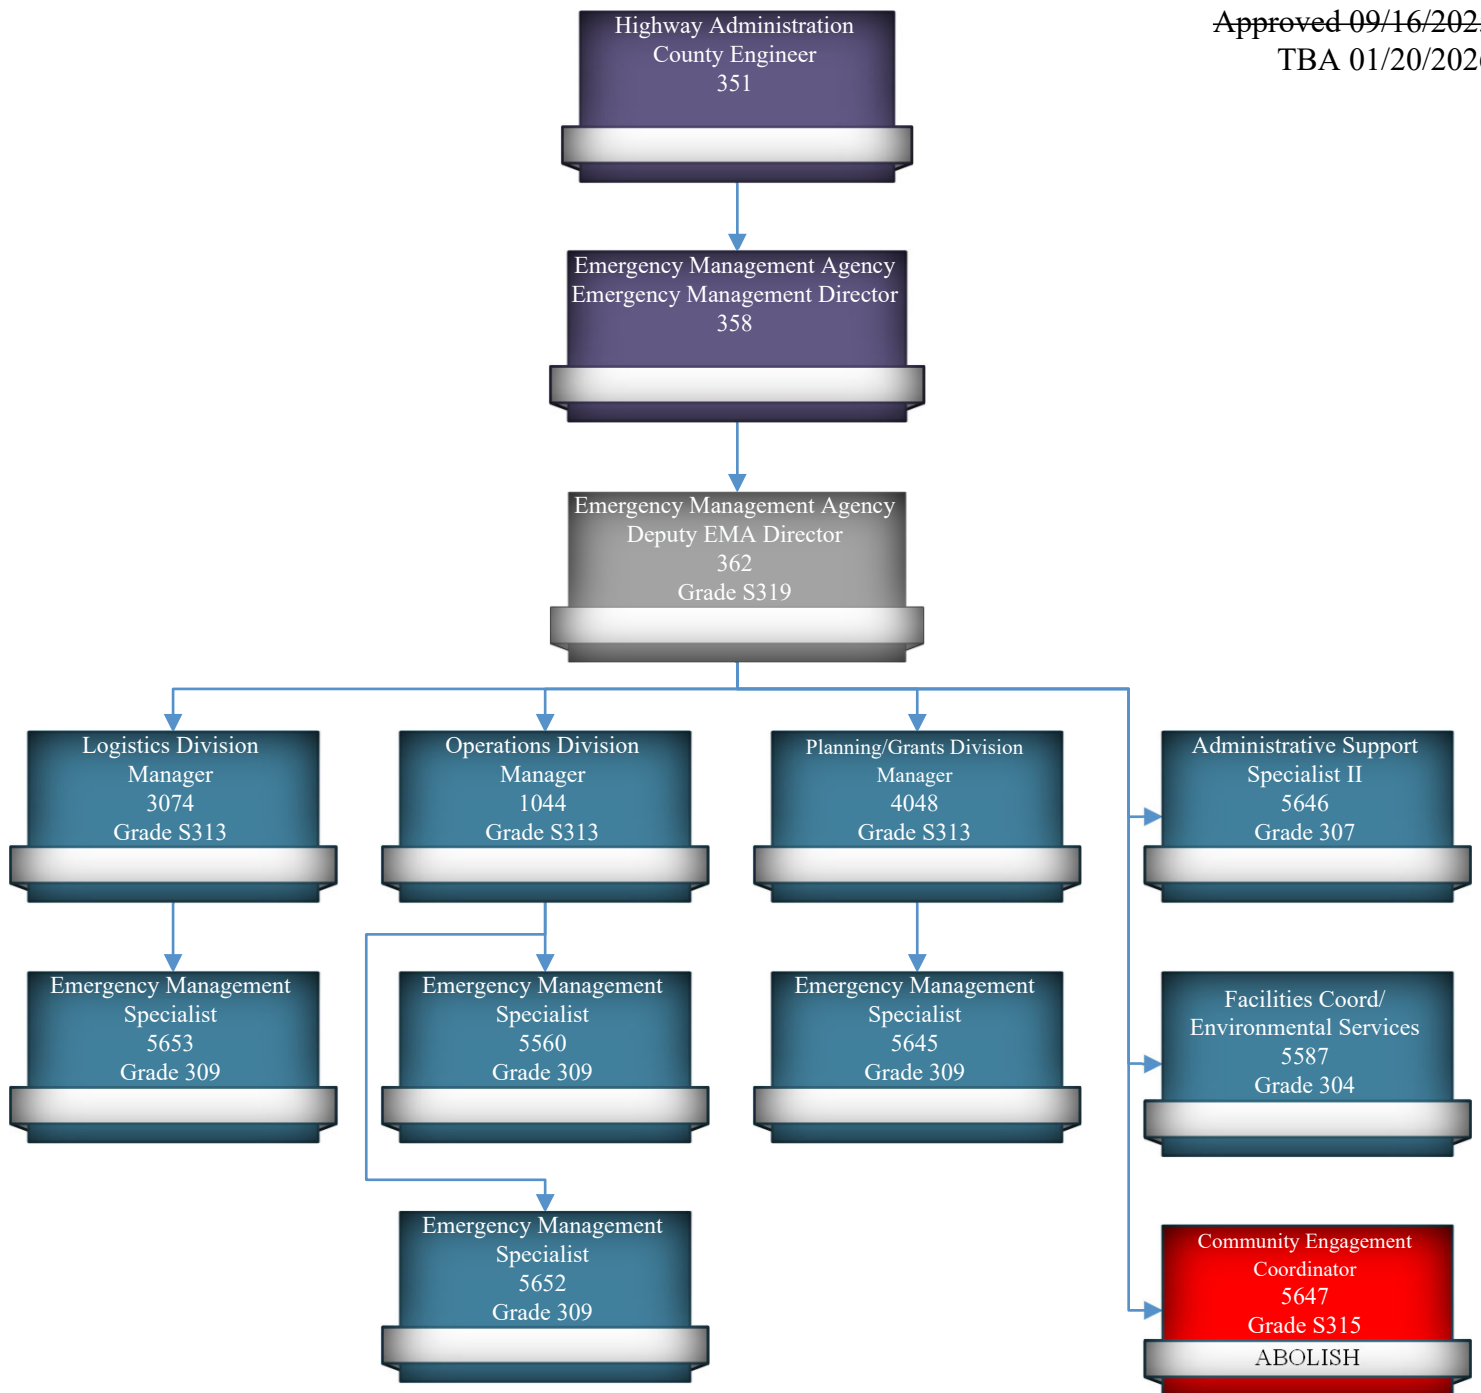 Approved 09/16/202
TBA 01/20/202
Highway Administration
County Engineer
351
Emergency Management Agency
Emergency Management Director
358
Emergency Management Agency
Deputy EMA Director
362
Grade S319
Logistics Division
Manager
3074
Grade S313
Operations Division
Manager
1044
Grade S313
Planning/Grants Division
Manager
4048
Grade S313
Administrative Support
Specialist II
5646
Grade 307
Emergency Management
Specialist
5653
Grade 309
Emergency Management
Specialist
5560
Grade 309
Emergency Management
Specialist
5645
Grade 309
Facilities Coord/
Environmental Services
5587
Grade 304
Emergency Management
Specialist
5652
Grade 309
Community Engagement
Coordinator
5647
Grade S315
ABOLISH